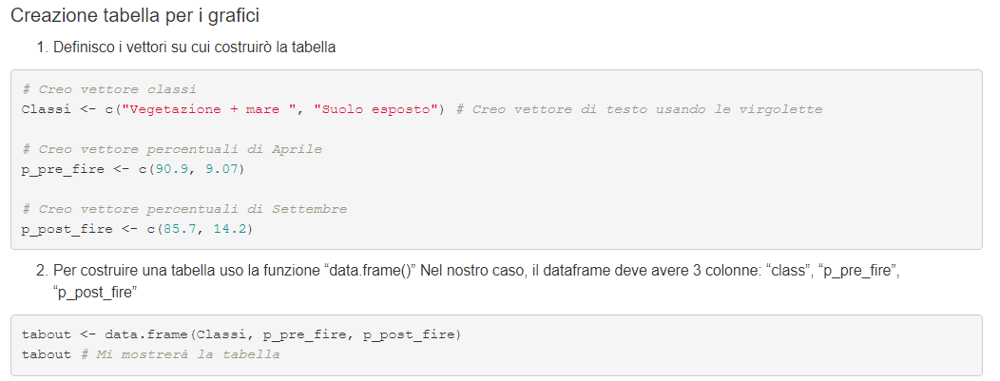 Creazione tabella per i grafici
1. Definisco i vettori su cui costruirò la tabella
# Creo vettore classi
Classi <- c("Vegetazione + mare ", "Suolo esposto") # Creo vettore di testo usando le virgolette
# Creo vettore percentuali di Aprile
p_pre_fire <- c(90.9, 9.07)
# Creo vettore percentuali di Settembre
p_post_fire <- c(85.7, 14.2)
2. Per costruire una tabella uso la funzione “data.frame()” Nel nostro caso, il dataframe deve avere 3 colonne: “class”, “p_pre_fire”,
“p_post_fire”
tabout <- data.frame(Classi, p_pre_fire, p_post_fire)
tabout # Mi mostrerà la tabella